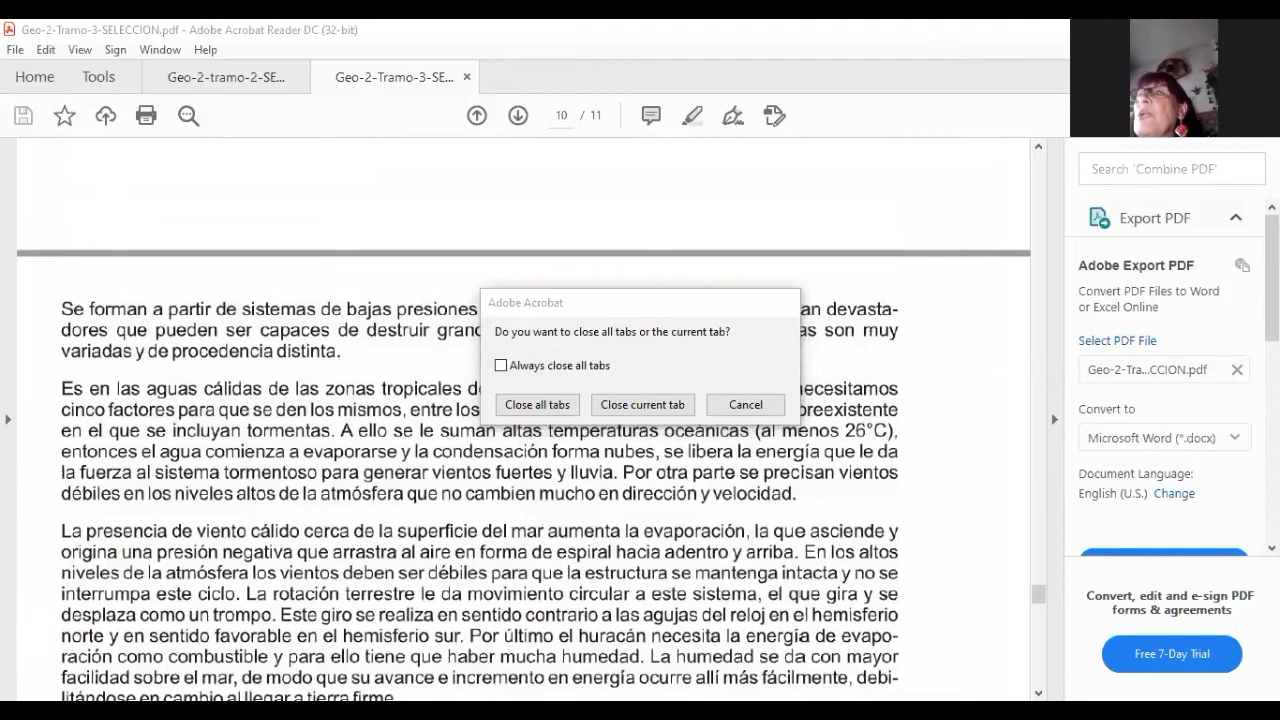 Geo-2-Tramo-3-SELECCION.pdf - Adobe Acrobat Reader DC (32-bit)
File Edit View Sign Window Help
Home Tools Geo-2-tramo-2-SE... Geo-2-Tramo-3-SE... ×
10 / 11
Search 'Combine PDF'
Export PDF
Adobe Export PDF
Convert PDF Files to Word
or Excel Online
Select PDF File
Geo-2-Tra...CCION.pdf
Convert to
Microsoft Word (*.docx)
Document Language:
English (U.S.) Change
Convert, edit and e-sign PDF
forms & agreements
Free 7-Day Trial
Adobe Acrobat
Do you want to close all tabs or the current tab?
Always close all tabs
Close all tabs Close current tab Cancel
Se forman a partir de sistemas de bajas presiones an devasta-
dores que pueden ser capaces de destruir as son muy
variadas y de procedencia distinta.
Es en las aguas cálidas de las zonas tropicales necesitamos
cinco factores para que se den los mismos, entre los preexistente
en el que se incluyan tormentas. A ello se le suman altas temperaturas oceánicas (al menos 26°C),
entonces el agua comienza a evaporarse y la condensación forma nubes, se libera la energía que le da
la fuerza al sistema tormentoso para generar vientos fuertes y lluvia. Por otra parte se precisan vientos
débiles en los niveles altos de la atmósfera que no cambien mucho en dirección y velocidad.
La presencia de viento cálido cerca de la superficie del mar aumenta la evaporación, la que asciende y
origina una presión negativa que arrastra al aire en forma de espiral hacia adentro y arriba. En los altos
niveles de la atmósfera los vientos deben ser débiles para que la estructura se mantenga intacta y no se
interrumpa este ciclo. La rotación terrestre le da movimiento circular a este sistema, el que gira y se
desplaza como un trompo. Este giro se realiza en sentido contrario a las agujas del reloj en el hemisferio
norte y en sentido favorable en el hemisferio sur. Por último el huracán necesita la energía de evapo-
ración como combustible y para ello tiene que haber mucha humedad. La humedad se da con mayor
facilidad sobre el mar, de modo que su avance e incremento en energía ocurre allí más fácilmente, debi-
litándose en cambio al llegar a tierra firme.